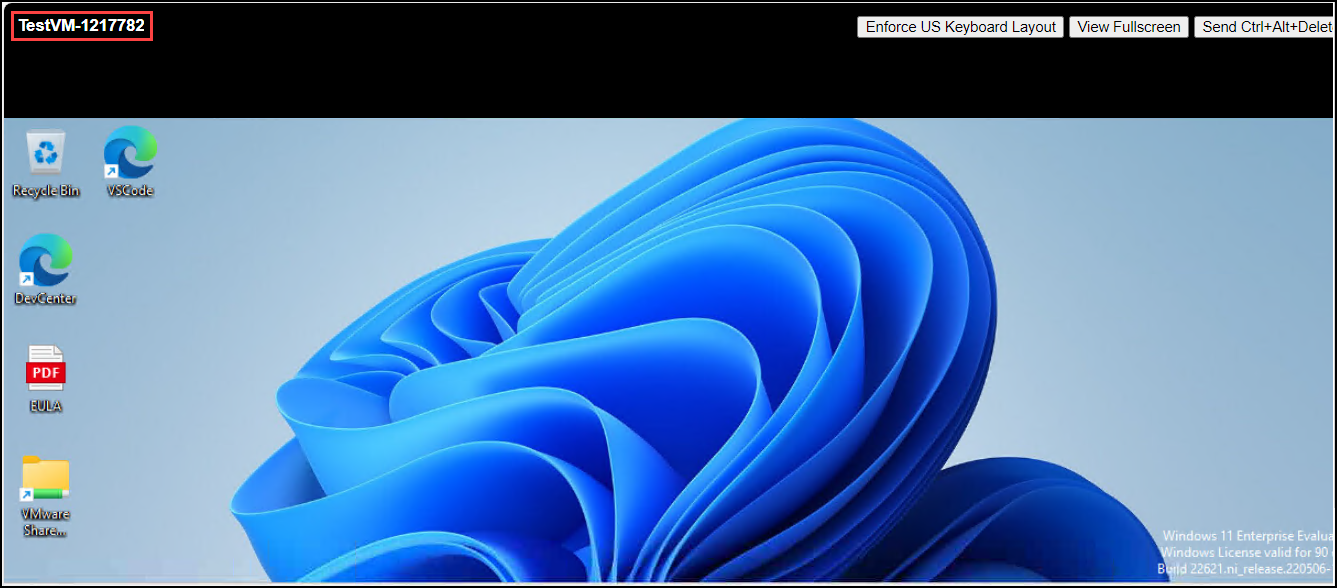 TestVM-1217782
Enforce US Keyboard Layout
View Fullscreen
Send Ctrl+Alt+Delet
Recycle Bin
VSCode
DevCenter
PDF
EULA
VMware
Share...
Windows 11 Enterprise Evalua
Windows License valid for 90
Build 22621.ni_release.220506-